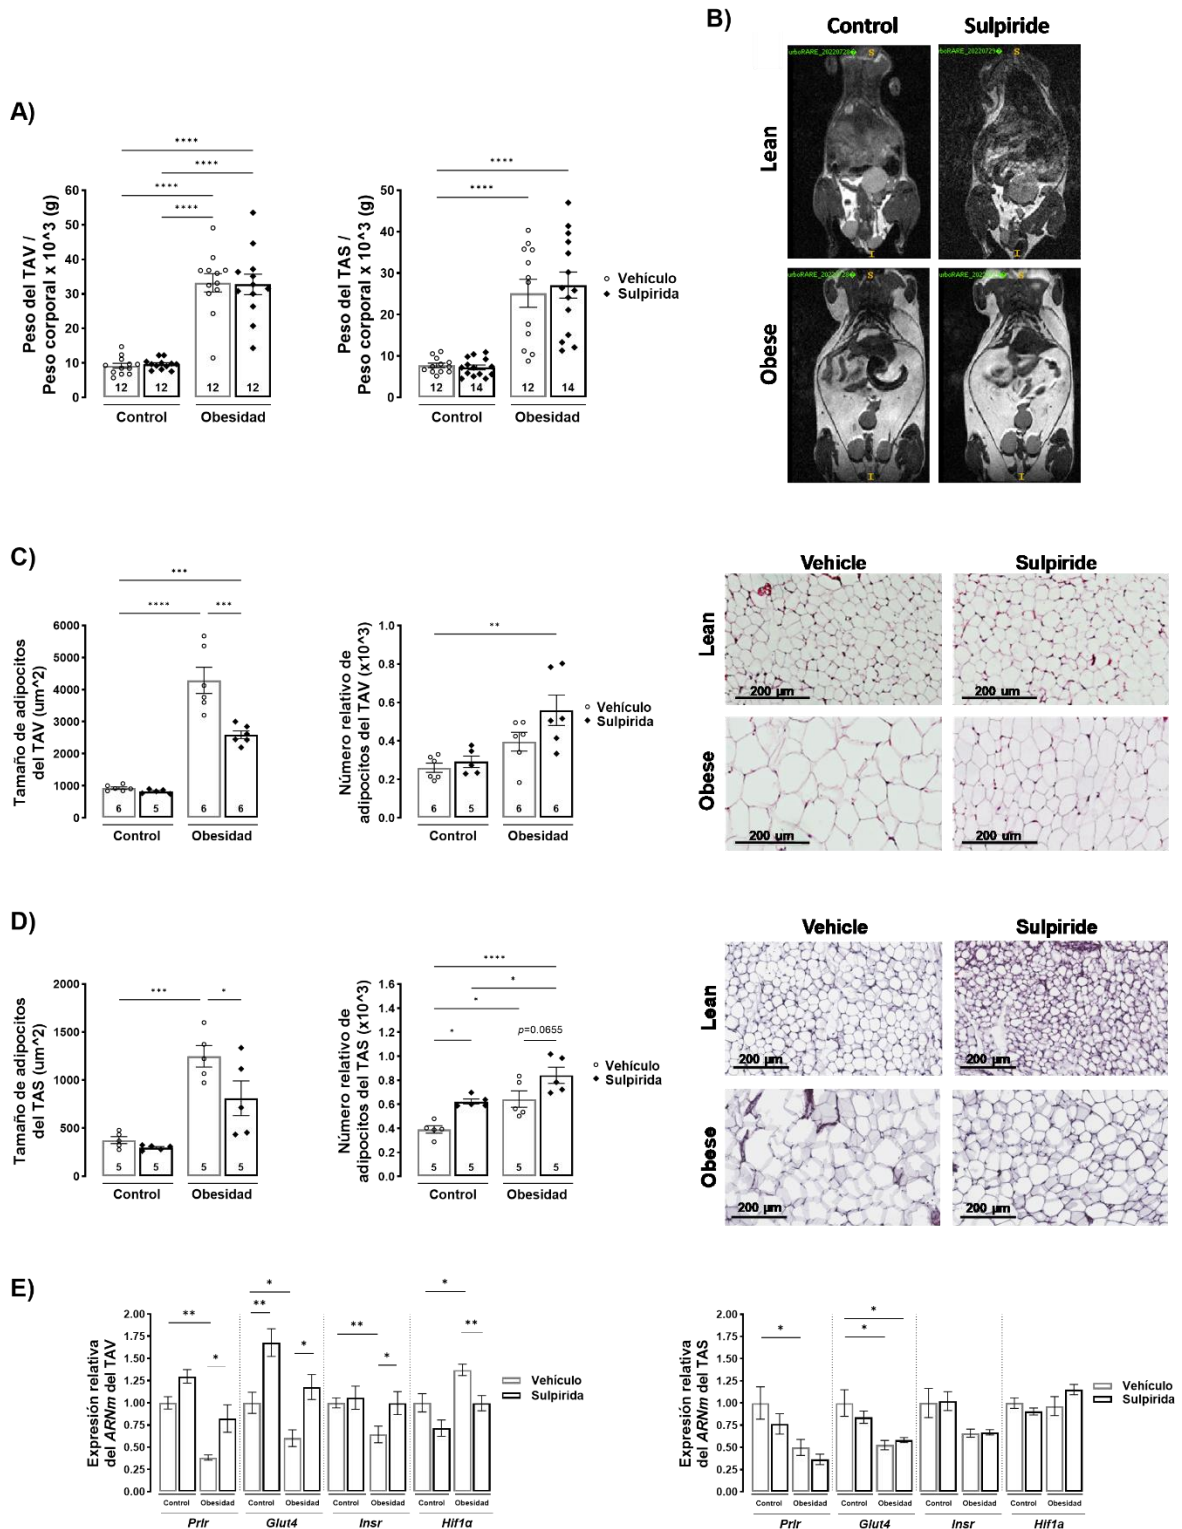 A)
****
****
****
****
Peso del TAV /
Peso corporal x 10^3 (g)
60
50
40
30
20
10
0
12
12
12
12
Control
Obesidad
****
****
Peso del TAS /
Peso corporal x 10^3 (g)
50
40
30
20
10
0
12
14
12
14
Control
Obesidad
Vehículo
Sulpirida
B)
Control
Sulpiride
Lean
Obese
S
S
I
I
S
S
I
I
C)
***
****
***
Tamaño de adipocitos
del TAV (um^2)
6000
5000
4000
3000
2000
1000
0
6
5
6
6
Control
Obesidad
**
Número relativo de
adipocitos del TAV (x10^3)
1.0
0.8
0.6
0.4
0.2
0.0
6
5
6
6
Control
Obesidad
Vehículo
Sulpirida
Vehicle
Sulpiride
Lean
200 µm
200 µm
Obese
200 µm
200 µm
D)
***
*
Tamaño de adipocitos
del TAS (um^2)
2000
1500
1000
500
0
5
5
5
5
Control
Obesidad
****
*
*
*
p=0.0655
Número relativo de
adipocitos del TAS (x10^3)
1.6
1.4
1.2
1.0
0.8
0.6
0.4
0.2
0.0
5
5
5
5
Control
Obesidad
Vehículo
Sulpirida
Vehicle
Sulpiride
Lean
200 µm
200 µm
Obese
200 µm
200 µm
E)
Expresión relativa
del ARNm del TAV
2.00
1.75
1.50
1.25
1.00
0.75
0.50
0.25
0.00
**
*
*
**
*
**
*
*
**
Control
Obesidad
Control
Obesidad
Control
Obesidad
Control
Obesidad
Prlr
Glut4
Insr
Hif1α
Vehículo
Sulpirida
Expresión relativa
del ARNm del TAS
2.00
1.75
1.50
1.25
1.00
0.75
0.50
0.25
0.00
*
*
*
Control
Obesidad
Control
Obesidad
Control
Obesidad
Control
Obesidad
Prlr
Glut4
Insr
Hif1a
Vehículo
Sulpirida